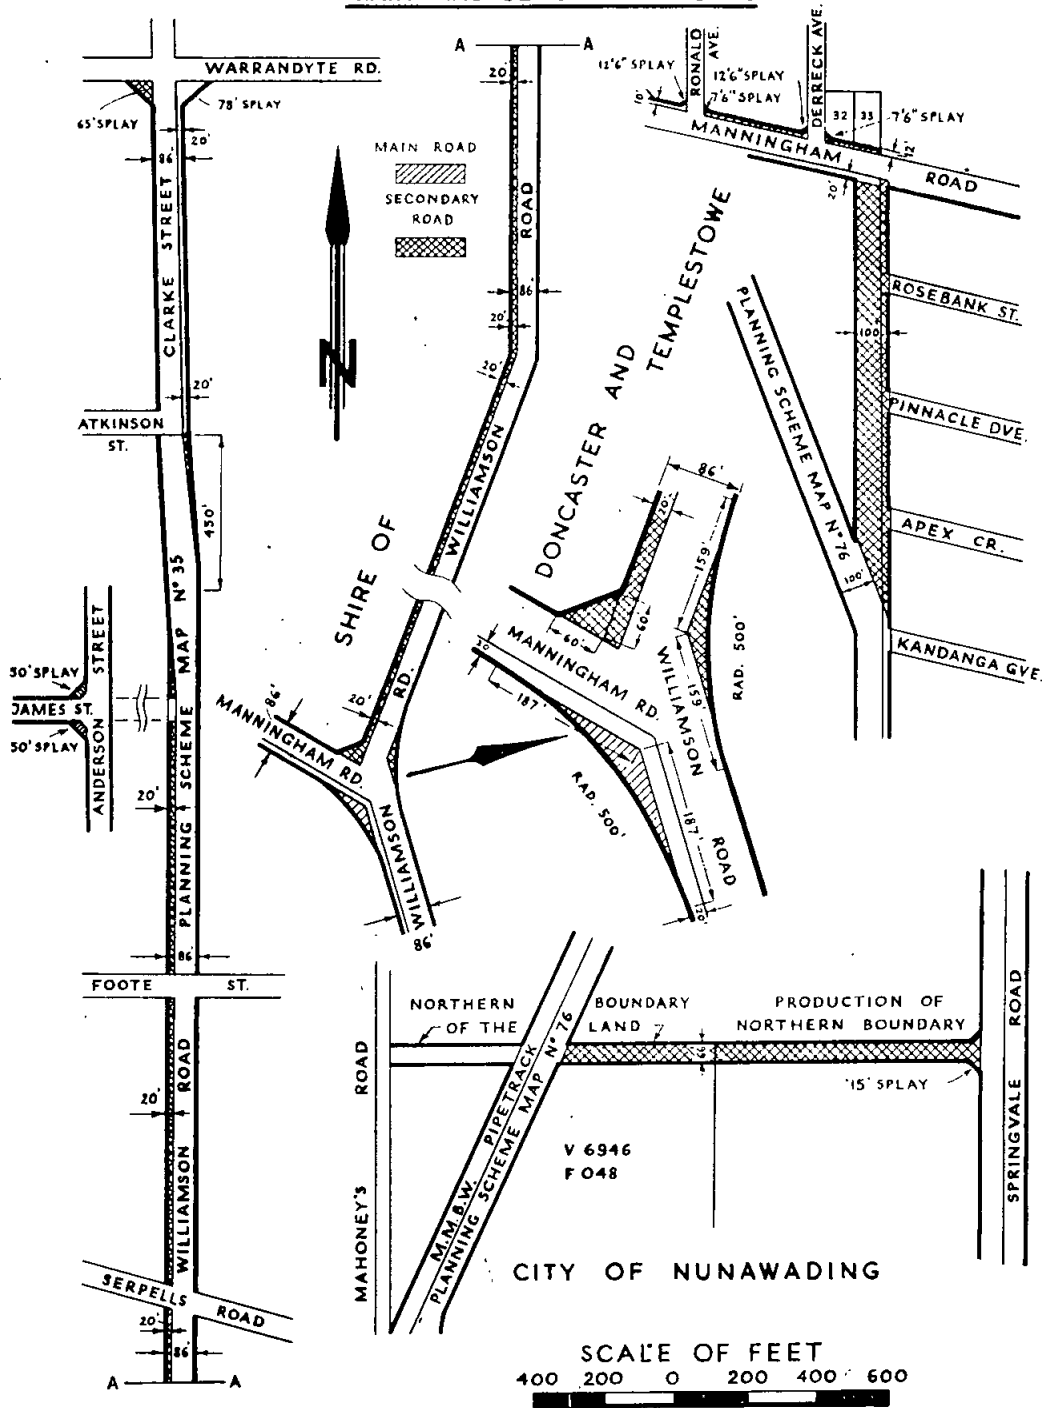 A A
WARRANDYTE RD.
78' SPLAY
65' SPLAY
20'
86'
CLARKE STREET
20'
ATKINSON
ST.
450'
PLANNING SCHEME MAP Nº 35
50' SPLAY
JAMES ST.
50' SPLAY
ANDERSON STREET
20'
86'
FOOTE ST.
WILLIAMSON ROAD
20'
SERPELLS ROAD
20'
86'
A A
MAIN ROAD
SECONDARY
ROAD
N
20'
ROAD
86'
20'
20'
WILLIAMSON
RD.
20'
86'
MANNINGHAM RD.
WILLIAMSON
86'
SHIRE OF
DONCASTER AND
TEMPLESTOWE
86'
20'
159'
60'
60'
RAD. 500'
MANNINGHAM RD.
20'
187'
WILLIAMSON
159'
RAD. 500'
187'
ROAD
20'
RONALD
AVE.
DERRECK AVE.
12'6" SPLAY
12'6" SPLAY
7'6" SPLAY
10'
32 33
7'6" SPLAY
12'
MANNINGHAM
ROAD
20'
ROSEBANK ST.
100'
PLANNING SCHEME MAP Nº 76
PINNACLE DVE.
APEX CR.
100'
KANDANGA GVE.
NORTHERN BOUNDARY
OF THE LAND
PRODUCTION OF
NORTHERN BOUNDARY
66'
15' SPLAY
MAHONEY'S ROAD
M.M.B.W. PIPETRACK
PLANNING SCHEME MAP Nº 76
V 6946
F 048
SPRINGVALE ROAD
CITY OF NUNAWADING
SCALE OF FEET
400 200 0 200 400 600